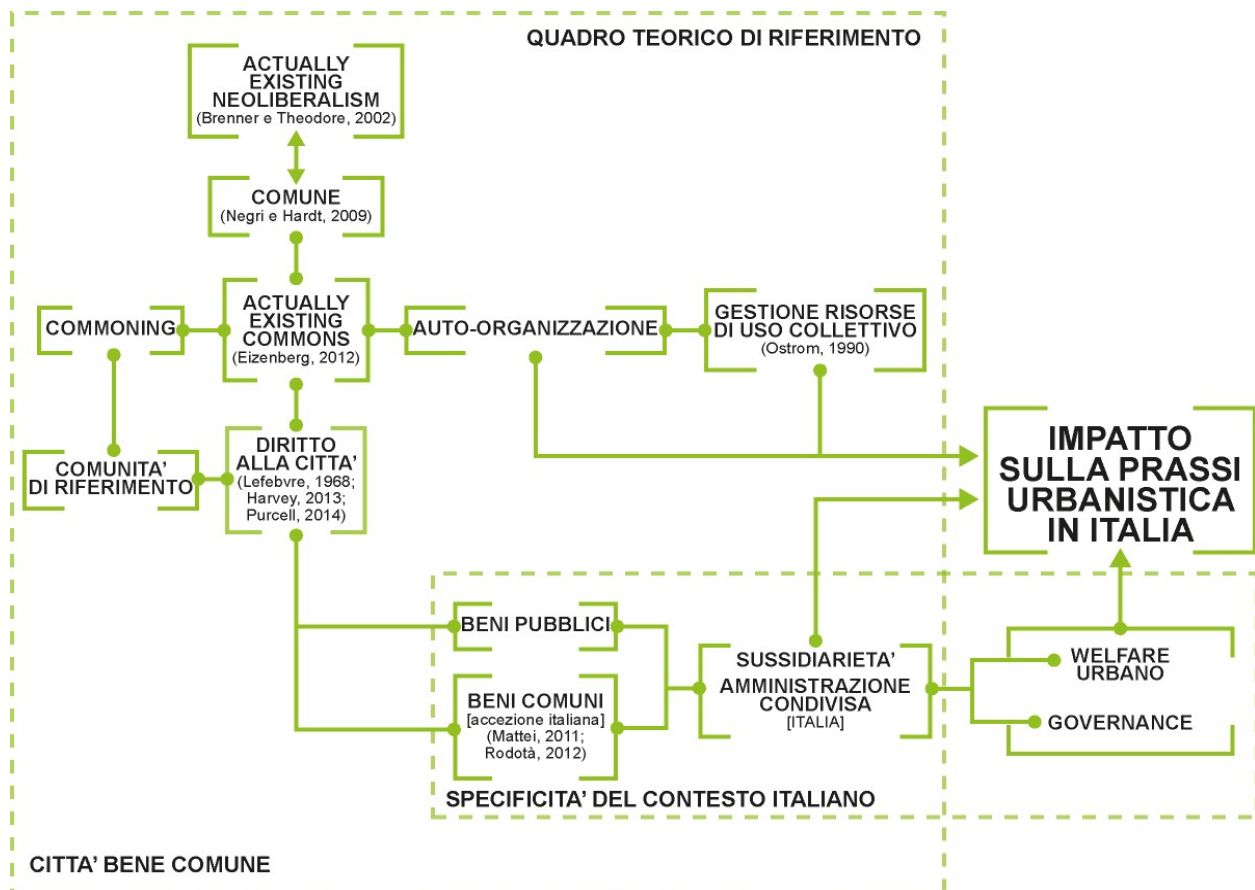 QUADRO TEORICO DI RIFERIMENTO
ACTUALLY
EXISTING
NEOLIBERALISM
(Brenner e Theodore, 2002)
COMUNE
(Negri e Hardt, 2009)
COMMONING
ACTUALLY
EXISTING
COMMONS
(Eizenberg, 2012)
AUTO-ORGANIZZAZIONE
GESTIONE RISORSE
DI USO COLLETTIVO
(Ostrom, 1990)
COMUNITA'
DI RIFERIMENTO
DIRITTO
ALLA CITTA'
(Lefebvre, 1968;
Harvey, 2013;
Purcell, 2014)
IMPATTO
SULLA PRASSI
URBANISTICA
IN ITALIA
BENI PUBBLICI
BENI COMUNI
[accezione italiana]
(Mattei, 2011;
Rodotà, 2012)
SUSSIDIARIETA'
AMMINISTRAZIONE
CONDIVISA
[ITALIA]
WELFARE
URBANO
GOVERNANCE
SPECIFICITA' DEL CONTESTO ITALIANO
CITTA' BENE COMUNE